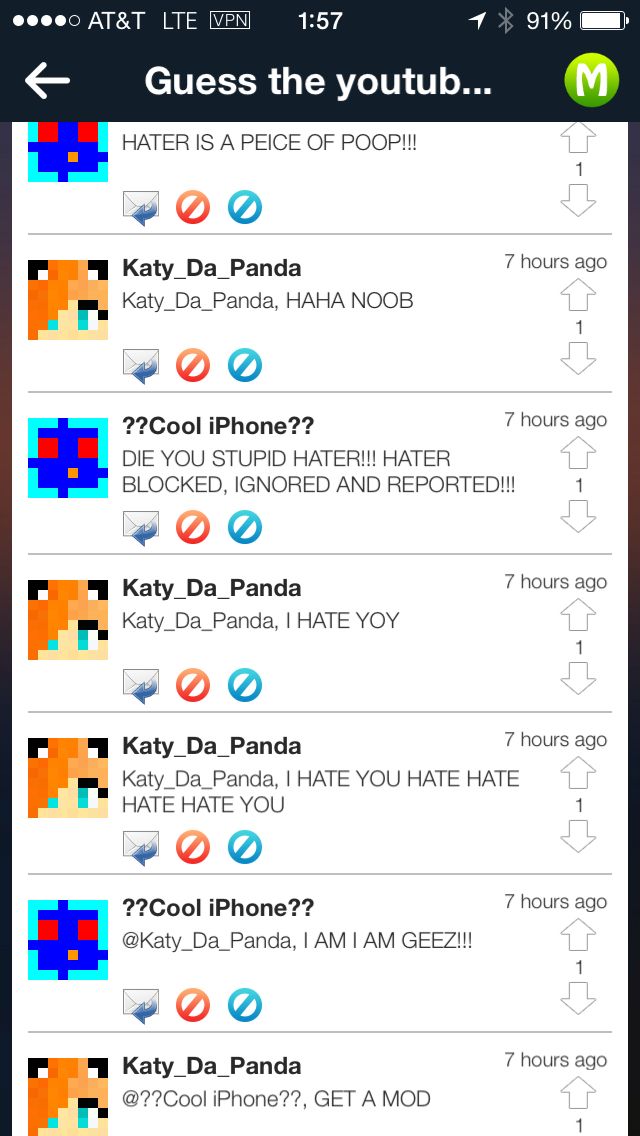 AT&T LTE VPN 1:57 91%
Guess the youtub... M
HATER IS A PEICE OF POOP!!!
1
Katy_Da_Panda 7 hours ago
Katy_Da_Panda, HAHA NOOB
1
??Cool iPhone?? 7 hours ago
DIE YOU STUPID HATER!!! HATER
BLOCKED, IGNORED AND REPORTED!!!
1
Katy_Da_Panda 7 hours ago
Katy_Da_Panda, I HATE YOY
1
Katy_Da_Panda 7 hours ago
Katy_Da_Panda, I HATE YOU HATE HATE
HATE HATE YOU
1
??Cool iPhone?? 7 hours ago
@Katy_Da_Panda, I AM I AM GEEZ!!!
1
Katy_Da_Panda 7 hours ago
@??Cool iPhone??, GET A MOD
1